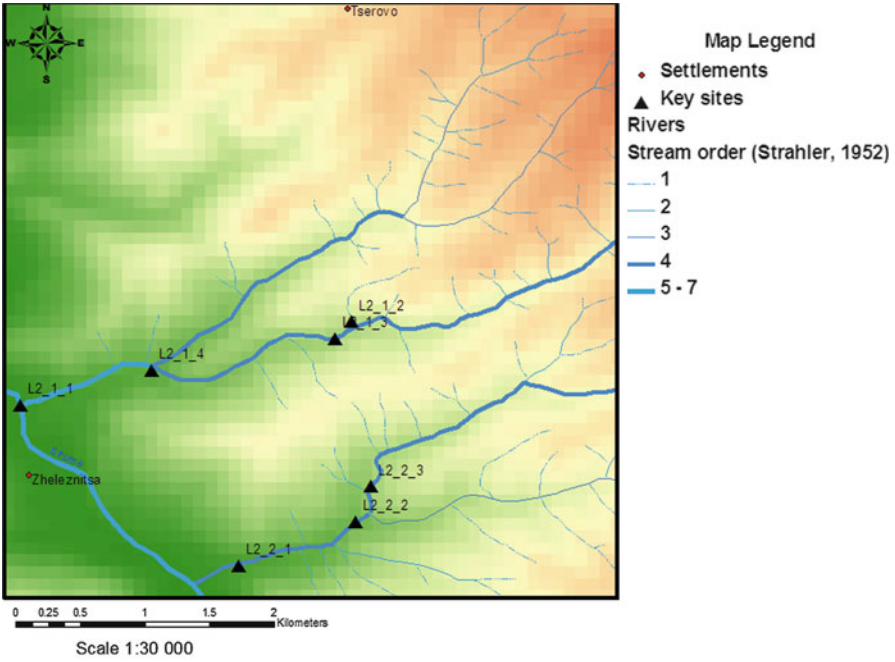 N
W E
S
Tserovo
L2_1_2
_1_3
L2_1_4
L2_1_1
Zheleznitsa
L2_2_3
L2_2_2
L2_2_1
0 0.25 0.5 1 1.5 2
Kilometers
Scale 1:30 000
Map Legend
Settlements
Key sites
Rivers
Stream order (Strahler, 1952)
1
2
3
4
5 - 7